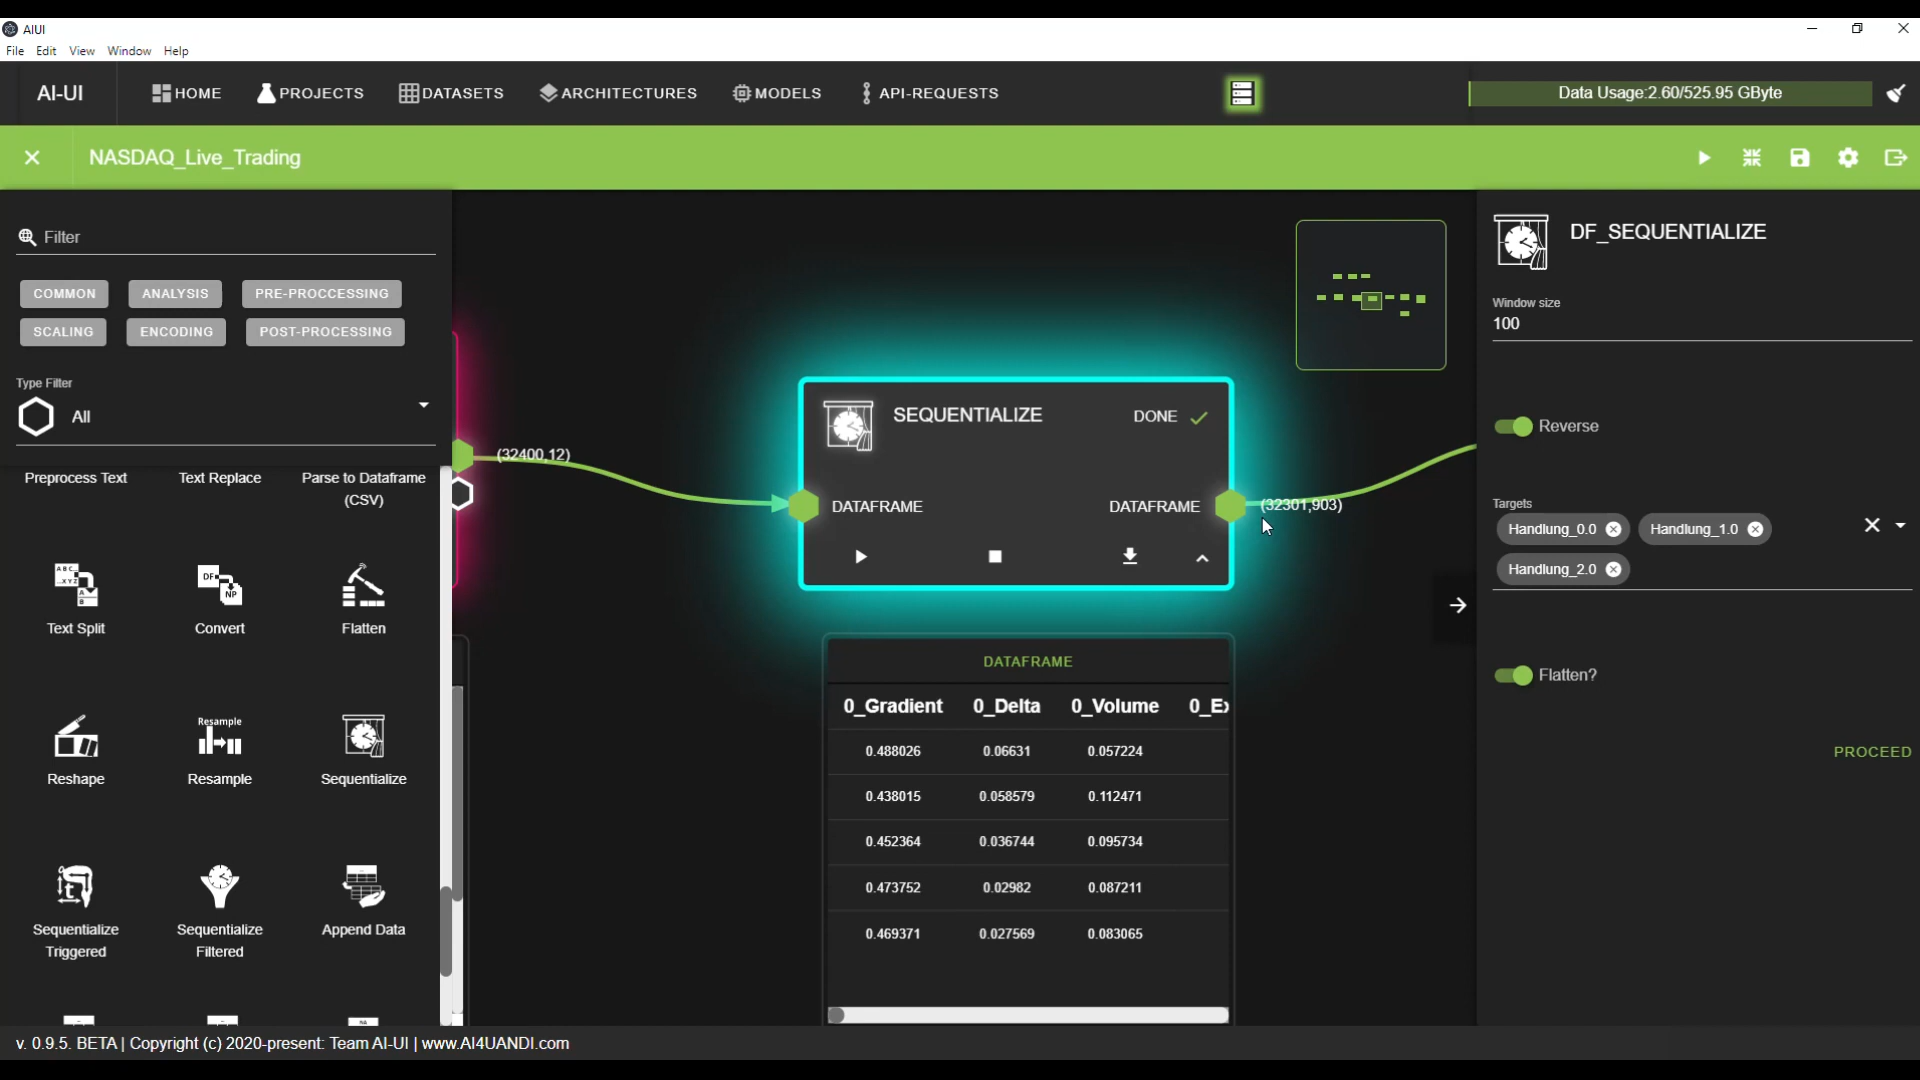 AIUI
File Edit View Window Help
AI-UI HOME PROJECTS DATASETS ARCHITECTURES MODELS API-REQUESTS Data Usage:2.60/525.95 GByte
NASDAQ_Live_Trading
Filter
COMMON ANALYSIS PRE-PROCCESSING
SCALING ENCODING POST-PROCESSING
Type Filter
All
Preprocess Text Text Replace Parse to Dataframe
(CSV)
Text Split Convert Flatten
Resample
Reshape Resample Sequentialize
Sequentialize
Triggered
Sequentialize
Filtered
Append Data
(32400,12)
SEQUENTIALIZE DONE
DATAFRAME DATAFRAME
(32301,903)
DATAFRAME
0_Gradient 0_Delta 0_Volume 0_Ex
0.488026 0.06631 0.057224
0.438015 0.058579 0.112471
0.452364 0.036744 0.095734
0.473752 0.02982 0.087211
0.469371 0.027569 0.083065
DF_SEQUENTIALIZE
Window size
100
Reverse
Targets
Handlung_0.0 Handlung_1.0
Handlung_2.0
Flatten?
PROCEED
v. 0.9.5. BETA | Copyright (c) 2020-present: Team AI-UI | www.AI4UANDI.com